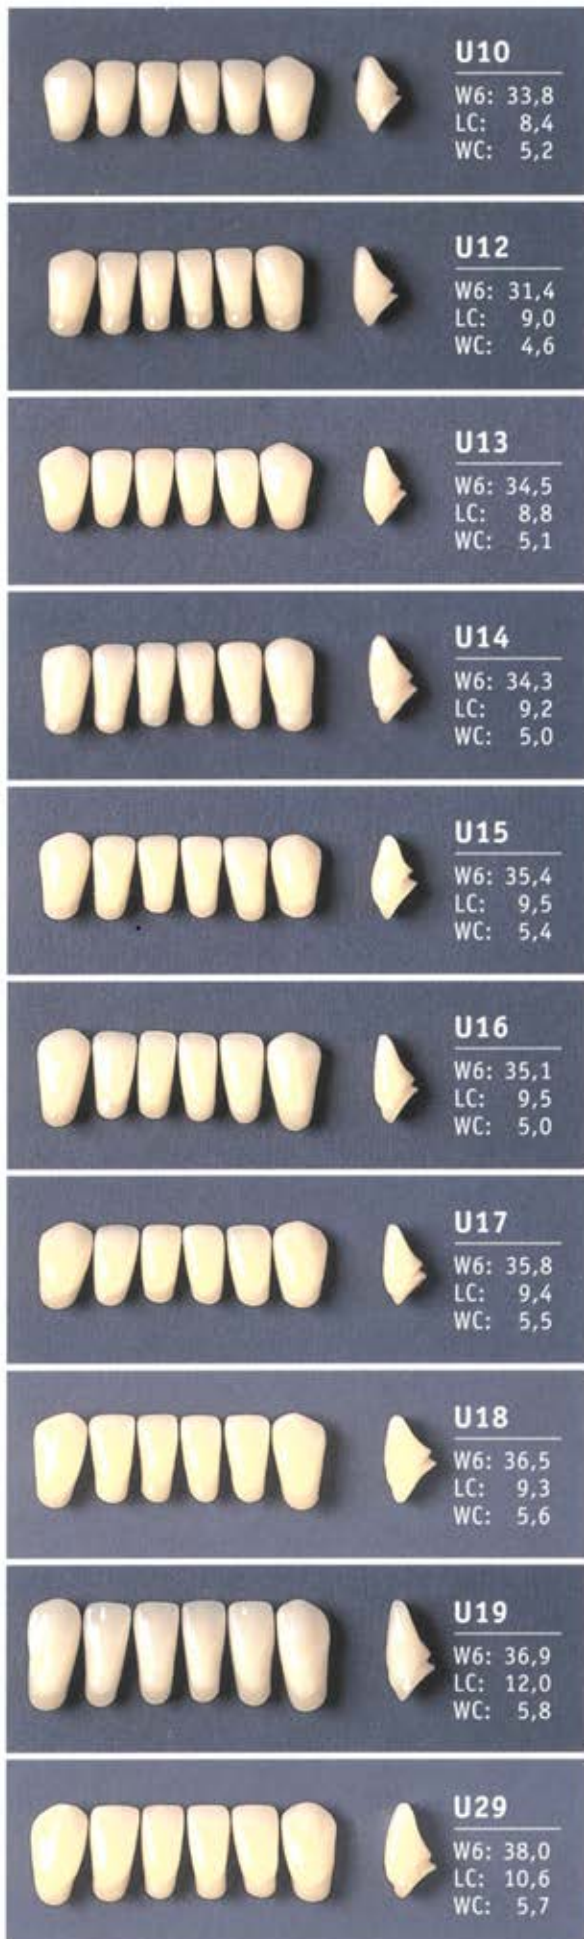 U10
W6: 33,8
LC: 8,4
WC: 5,2
U12
W6: 31,4
LC: 9,0
WC: 4,6
U13
W6: 34,5
LC: 8,8
WC: 5,1
U14
W6: 34,3
LC: 9,2
WC: 5,0
U15
W6: 35,4
LC: 9,5
WC: 5,4
U16
W6: 35,1
LC: 9,5
WC: 5,0
U17
W6: 35,8
LC: 9,4
WC: 5,5
U18
W6: 36,5
LC: 9,3
WC: 5,6
U19
W6: 36,9
LC: 12,0
WC: 5,8
U29
W6: 38,0
LC: 10,6
WC: 5,7